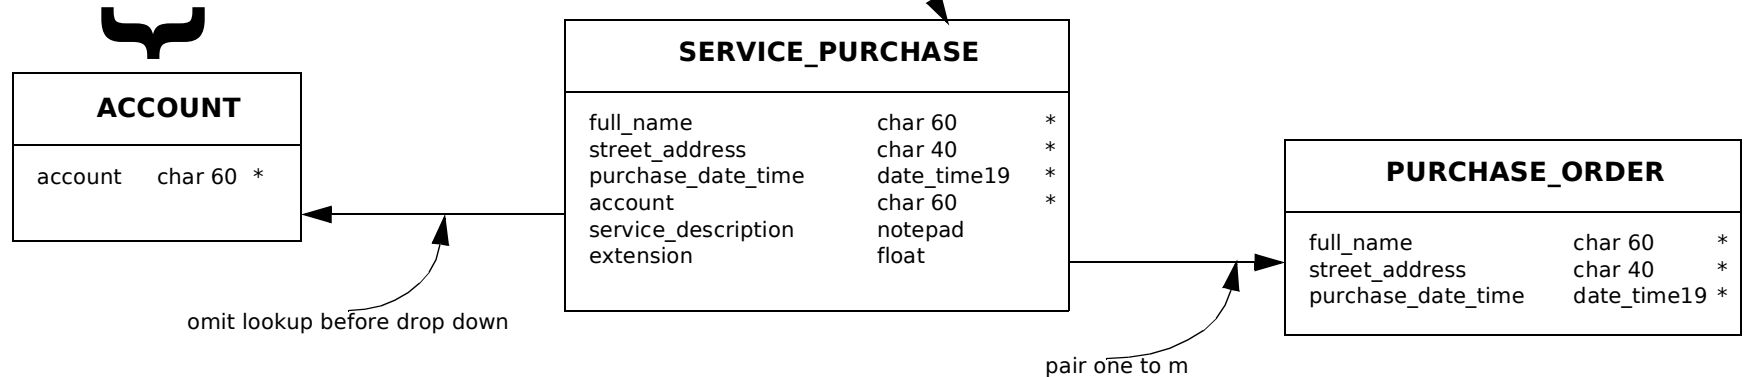 ACCOUNT
account char 60 *
SERVICE_PURCHASE
full_name char 60 *
street_address char 40 *
purchase_date_time date_time19 *
account char 60 *
service_description notepad
extension float
PURCHASE_ORDER
full_name char 60 *
street_address char 40 *
purchase_date_time date_time19 *
omit lookup before drop down
pair one to m